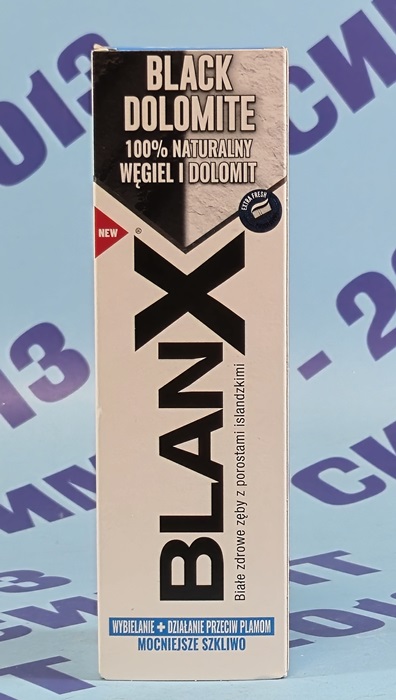 BLACK
DOLOMITE
100% NATURALNY
WĘGIEL I DOLOMIT
EXTRA FRESH
NEW
BLANX®
Białe zdrowe zęby z porostami islandzkimi
WYBIELANIE + DZIAŁANIE PRZECIW PLAMOM
MOCNIEJSZE SZKLIWO